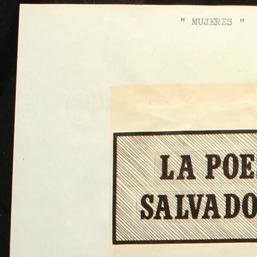 " MUJERES "
LA POE
SALVADO